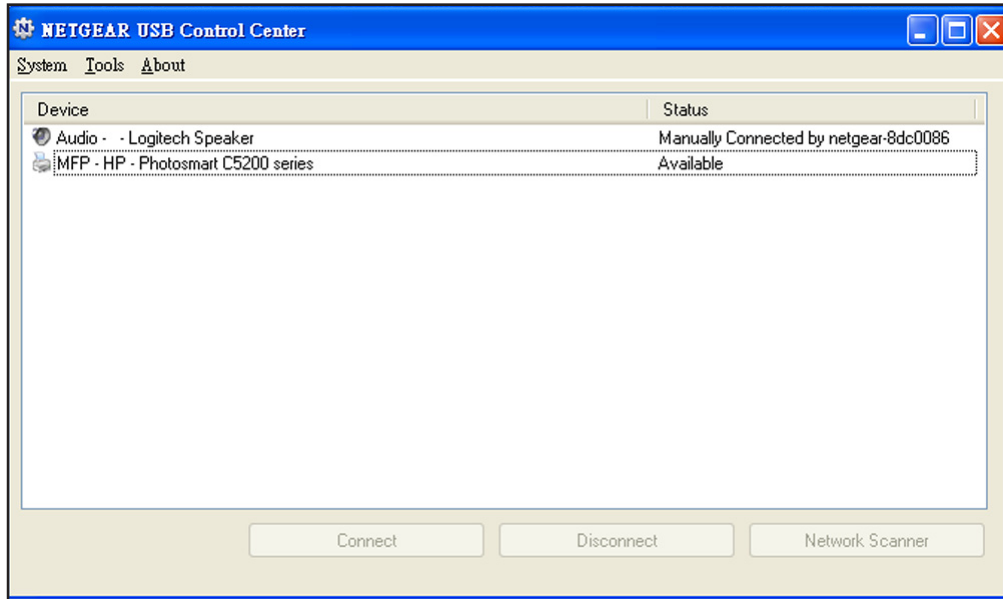 NETGEAR USB Control Center
System Tools About
Device Status
Audio - - Logitech Speaker Manually Connected by netgear-8dc0086
MFP - HP - Photosmart C5200 series Available
Connect Disconnect Network Scanner